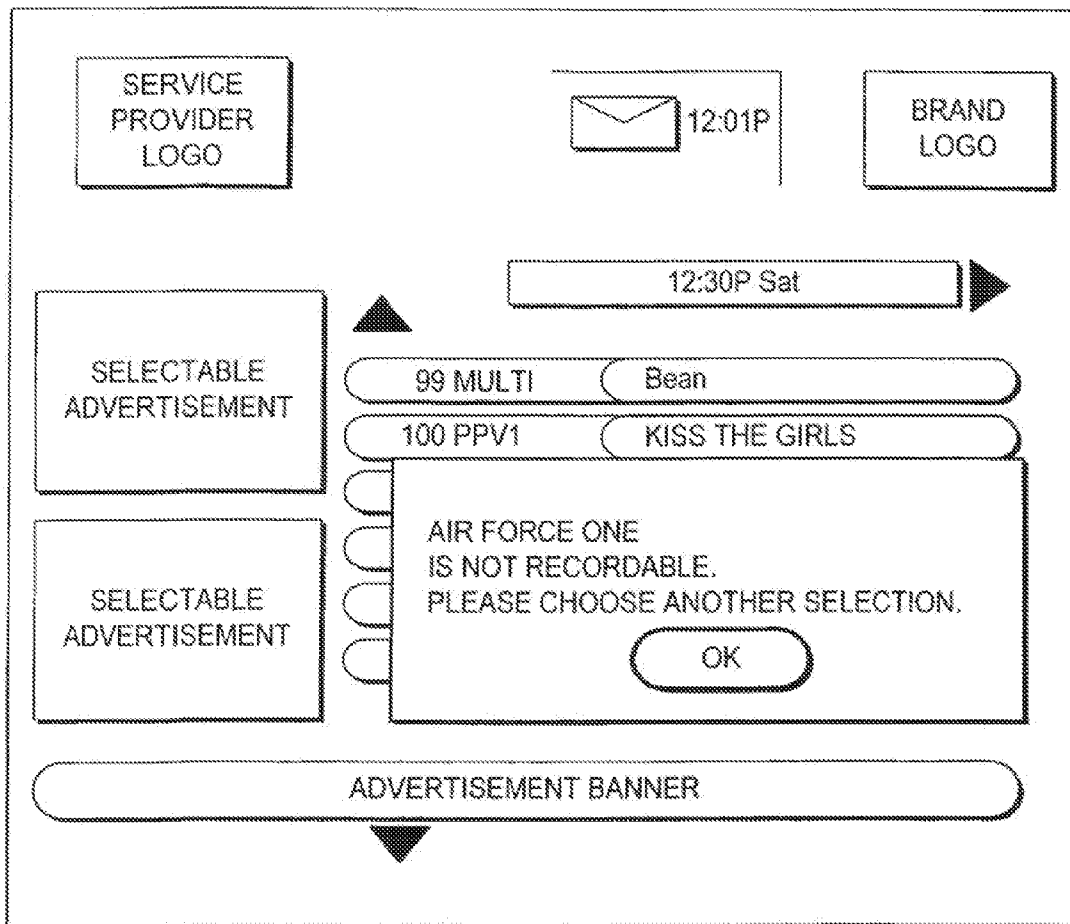 SERVICE
PROVIDER
LOGO
12:01P
BRAND
LOGO
12:30P Sat
SELECTABLE
ADVERTISEMENT
99 MULTI
Bean
100 PPV1
KISS THE GIRLS
AIR FORCE ONE
IS NOT RECORDABLE.
PLEASE CHOOSE ANOTHER SELECTION.
OK
SELECTABLE
ADVERTISEMENT
ADVERTISEMENT BANNER